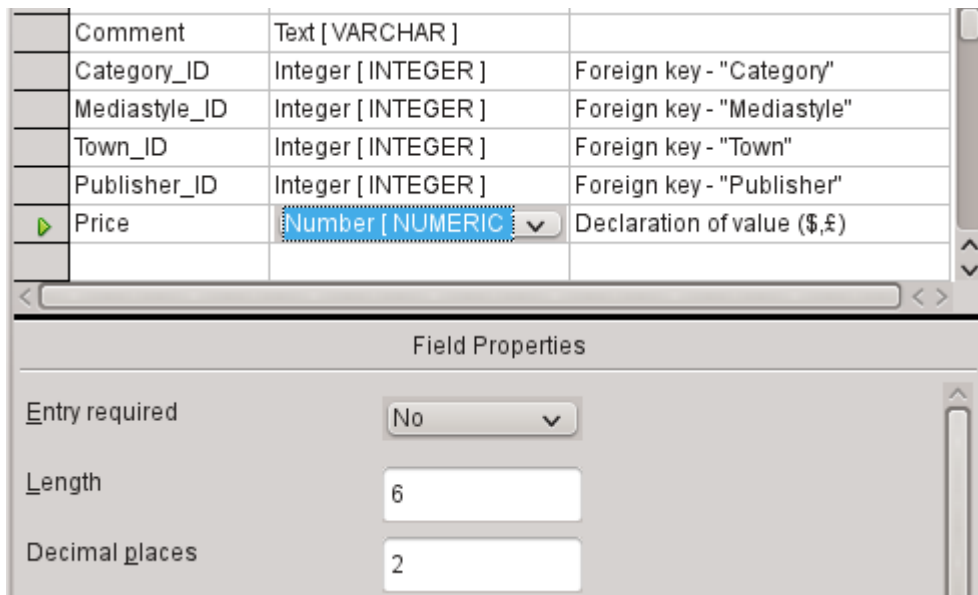 Comment Text [ VARCHAR ]
Category_ID Integer [ INTEGER ] Foreign key - "Category"
Mediastyle_ID Integer [ INTEGER ] Foreign key - "Mediastyle"
Town_ID Integer [ INTEGER ] Foreign key - "Town"
Publisher_ID Integer [ INTEGER ] Foreign key - "Publisher"
Price Number [ NUMERIC Declaration of value ($,£)
Field Properties
Entry required No
Length 6
Decimal places 2